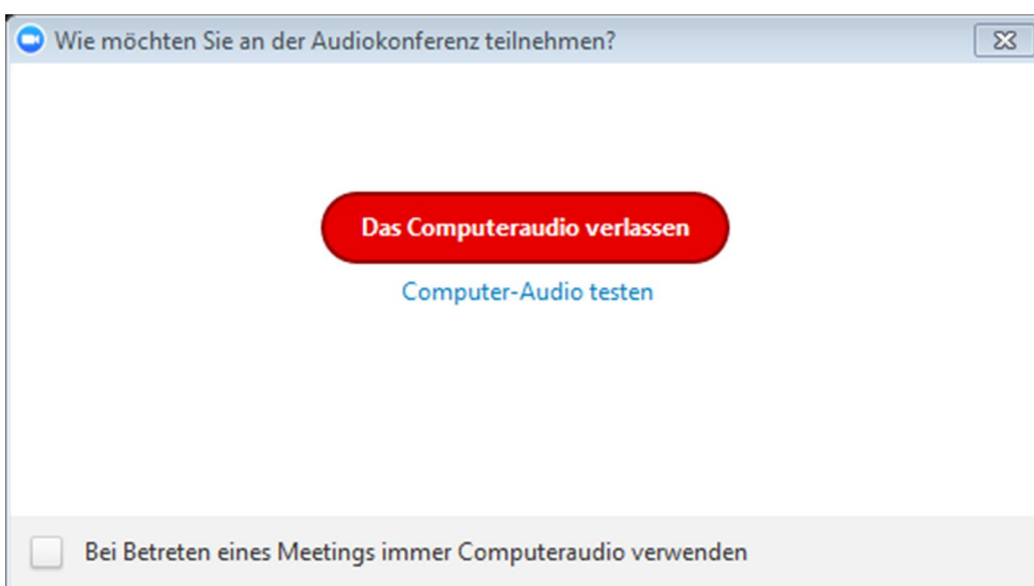 Wie möchten Sie an der Audiokonferenz teilnehmen?
Das Computeraudio verlassen
Computer-Audio testen
Bei Betreten eines Meetings immer Computeraudio verwenden